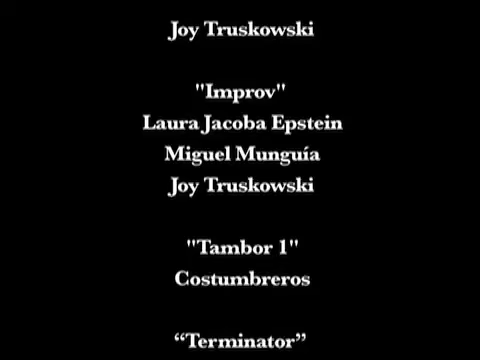 Joy Truskowski
"Improv"
Laura Jacoba Epstein
Miguel Munguía
Joy Truskowski
"Tambor 1"
Costumbreros
“Terminator”